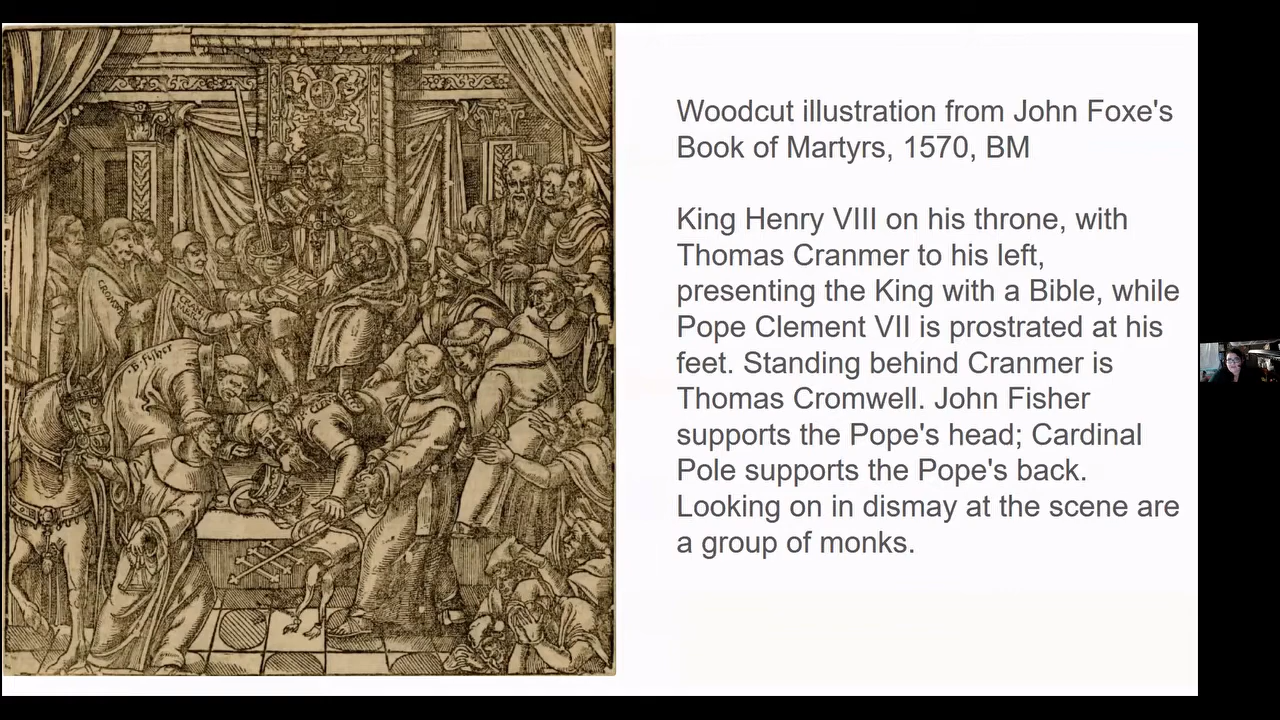 Woodcut illustration from John Foxe's
Book of Martyrs, 1570, BM
King Henry VIII on his throne, with
Thomas Cranmer to his left,
presenting the King with a Bible, while
Pope Clement VII is prostrated at his
feet. Standing behind Cranmer is
Thomas Cromwell. John Fisher
supports the Pope's head; Cardinal
Pole supports the Pope's back.
Looking on in dismay at the scene are
a group of monks.
B. Fisher